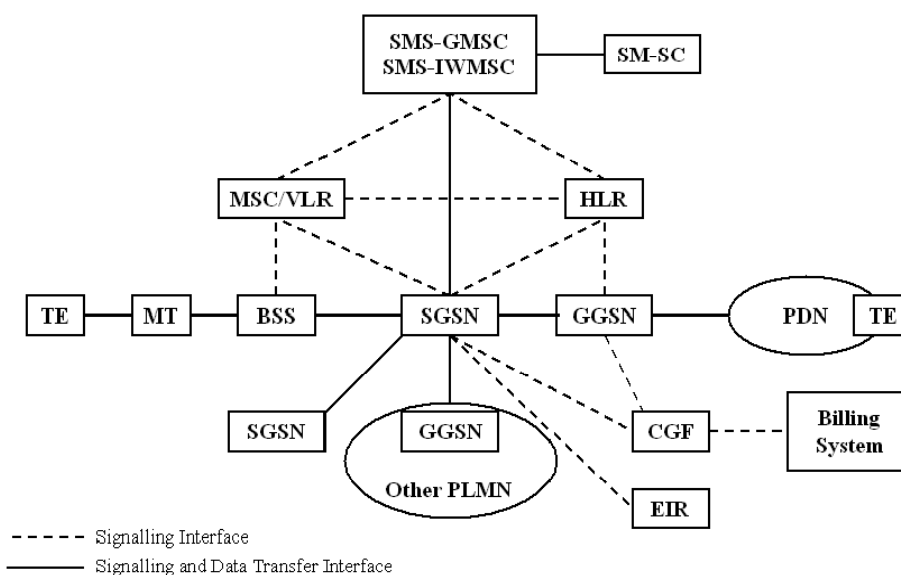 SMS-GMSC
SMS-IWMSC
SM-SC
MSC/VLR
HLR
TE
MT
BSS
SGSN
GGSN
PDN
TE
SGSN
GGSN
Other PLMN
CGF
Billing
System
EIR
Signalling Interface
Signalling and Data Transfer Interface